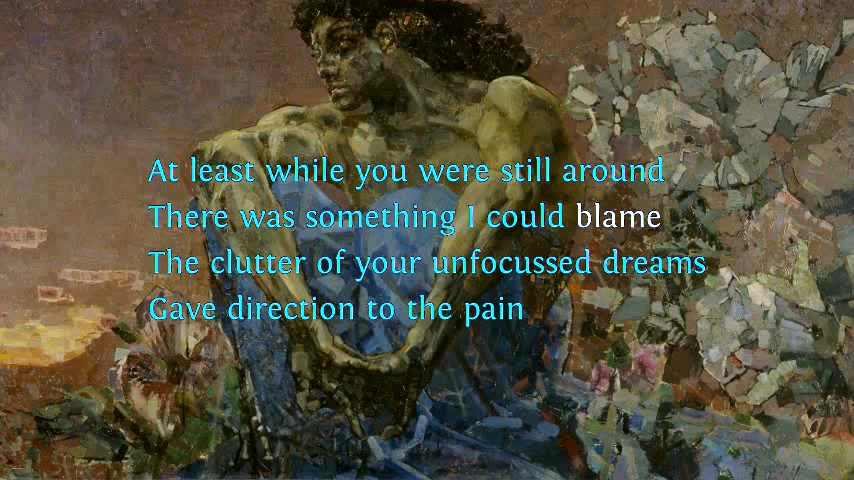 At least while you were still around
There was something I could blame
The clutter of your unfocussed dreams
Gave direction to the pain